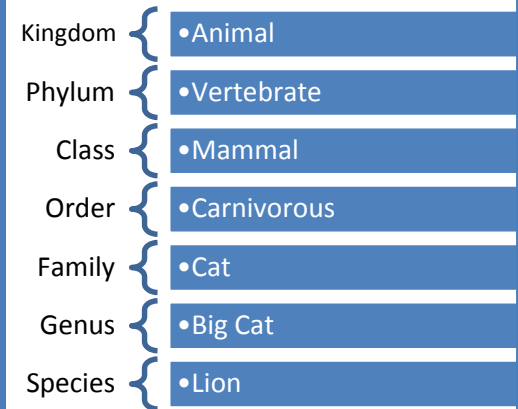 Kingdom •Animal
Phylum •Vertebrate
Class •Mammal
Order •Carnivorous
Family •Cat
Genus •Big Cat
Species •Lion